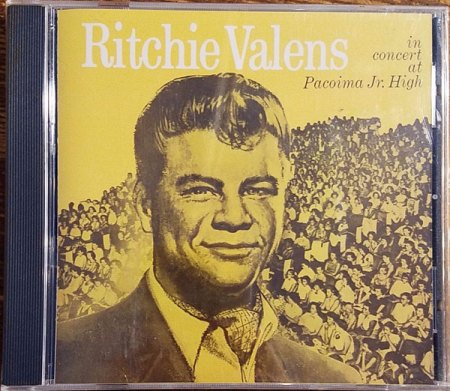 Ritchie Valens
in
concert
at
Pacoima Jr. High